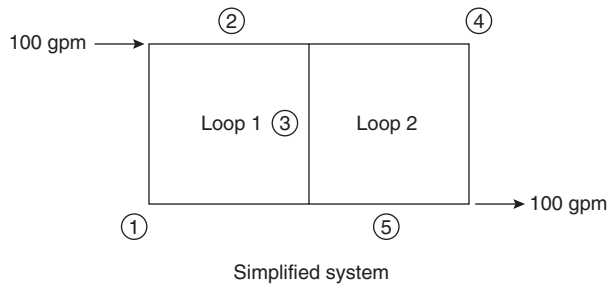 ② ④
100 gpm
Loop 1 ③ Loop 2
100 gpm
① ⑤
Simplified system